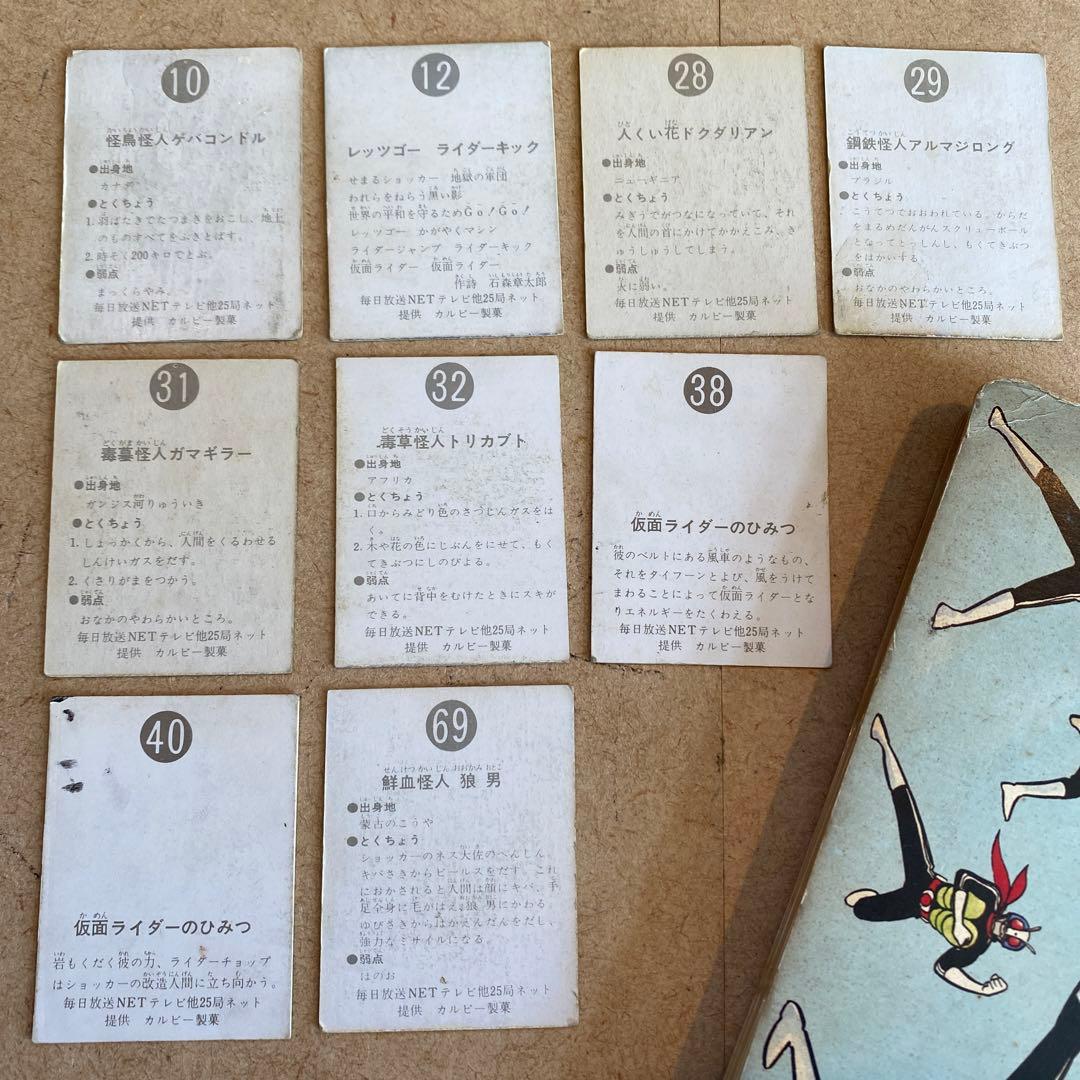 10
怪鳥怪人ゲバコンドル
●出身地
カナダ
●とくちょう
1. 羽ばたきでたつまきをおこし、地上
のものすべてをふきとばす。
2. 時そく200キロでとぶ。
●弱点
まっくらやみ。
毎日放送NETテレビ他25局ネット
提供 カルビー製菓
12
レッツゴー ライダーキック
せまるショッカー 地獄の軍団
われらをねらう黒い影
世界の平和を守るためGo!Go!
レッツゴー かがやくマシン
ライダージャンプ ライダーキック
仮面ライダー 仮面ライダー
作詩 石森章太郎
毎日放送NETテレビ他25局ネット
提供 カルビー製菓
28
人くい花ドクダリアン
●出身地
ニューギニア
●とくちょう
みぎうでがつなになっていて、それ
を人間の首にかけてかかえこみ、き
ゅうしゅうしてしまう。
●弱点
火に弱い。
毎日放送NETテレビ他25局ネット
提供 カルビー製菓
29
鋼鉄怪人アルマジロング
●出身地
ブラジル
●とくちょう
こうてつでおおわれている。からだ
をまるめだんがんスクリューボール
となってとっしんし、もくてきぶつ
をはかいする。
●弱点
おなかのやわらかいところ。
毎日放送NETテレビ他25局ネット
提供 カルビー製菓
31
毒蟇怪人ガマギラー
●出身地
ガンジス河りゅういき
●とくちょう
1. しょっかくから、人間をくるわせる
しんけいガスをだす。
2. くさりがまをつかう。
●弱点
おなかのやわらかいところ。
毎日放送NETテレビ他25局ネット
提供 カルビー製菓
32
毒草怪人トリカブト
●出身地
アフリカ
●とくちょう
1. 口からみどり色のさつじんガスをは
く。
2. 木や花の色にじぶんをにせて、もく
てきぶつにしのびよる。
●弱点
あいてに背中をむけたときにスキが
できる。
毎日放送NETテレビ他25局ネット
提供 カルビー製菓
38
仮面ライダーのひみつ
彼のベルトにある風車のようなもの、
それをタイフーンとよび、風をうけて
まわることによって仮面ライダーとな
りエネルギーをたくわえる。
毎日放送NETテレビ他25局ネット
提供 カルビー製菓
40
仮面ライダーのひみつ
岩もくだく彼の力、ライダーチョップ
はショッカーの改造人間に立ち向かう。
毎日放送NETテレビ他25局ネット
提供 カルビー製菓
69
鮮血怪人 狼男
●出身地
蒙古のこうや
●とくちょう
ショッカーのネス大佐のへんしん。
キバさきからビールスをだす。これ
におかされると人間は顔にキバ、手
足全身に毛がはえ、狼男にかわる。
ゆびさきからはかえんだんをだし、
強力なミサイルになる。
●弱点
ほのお
毎日放送NETテレビ他25局ネット
提供 カルビー製菓